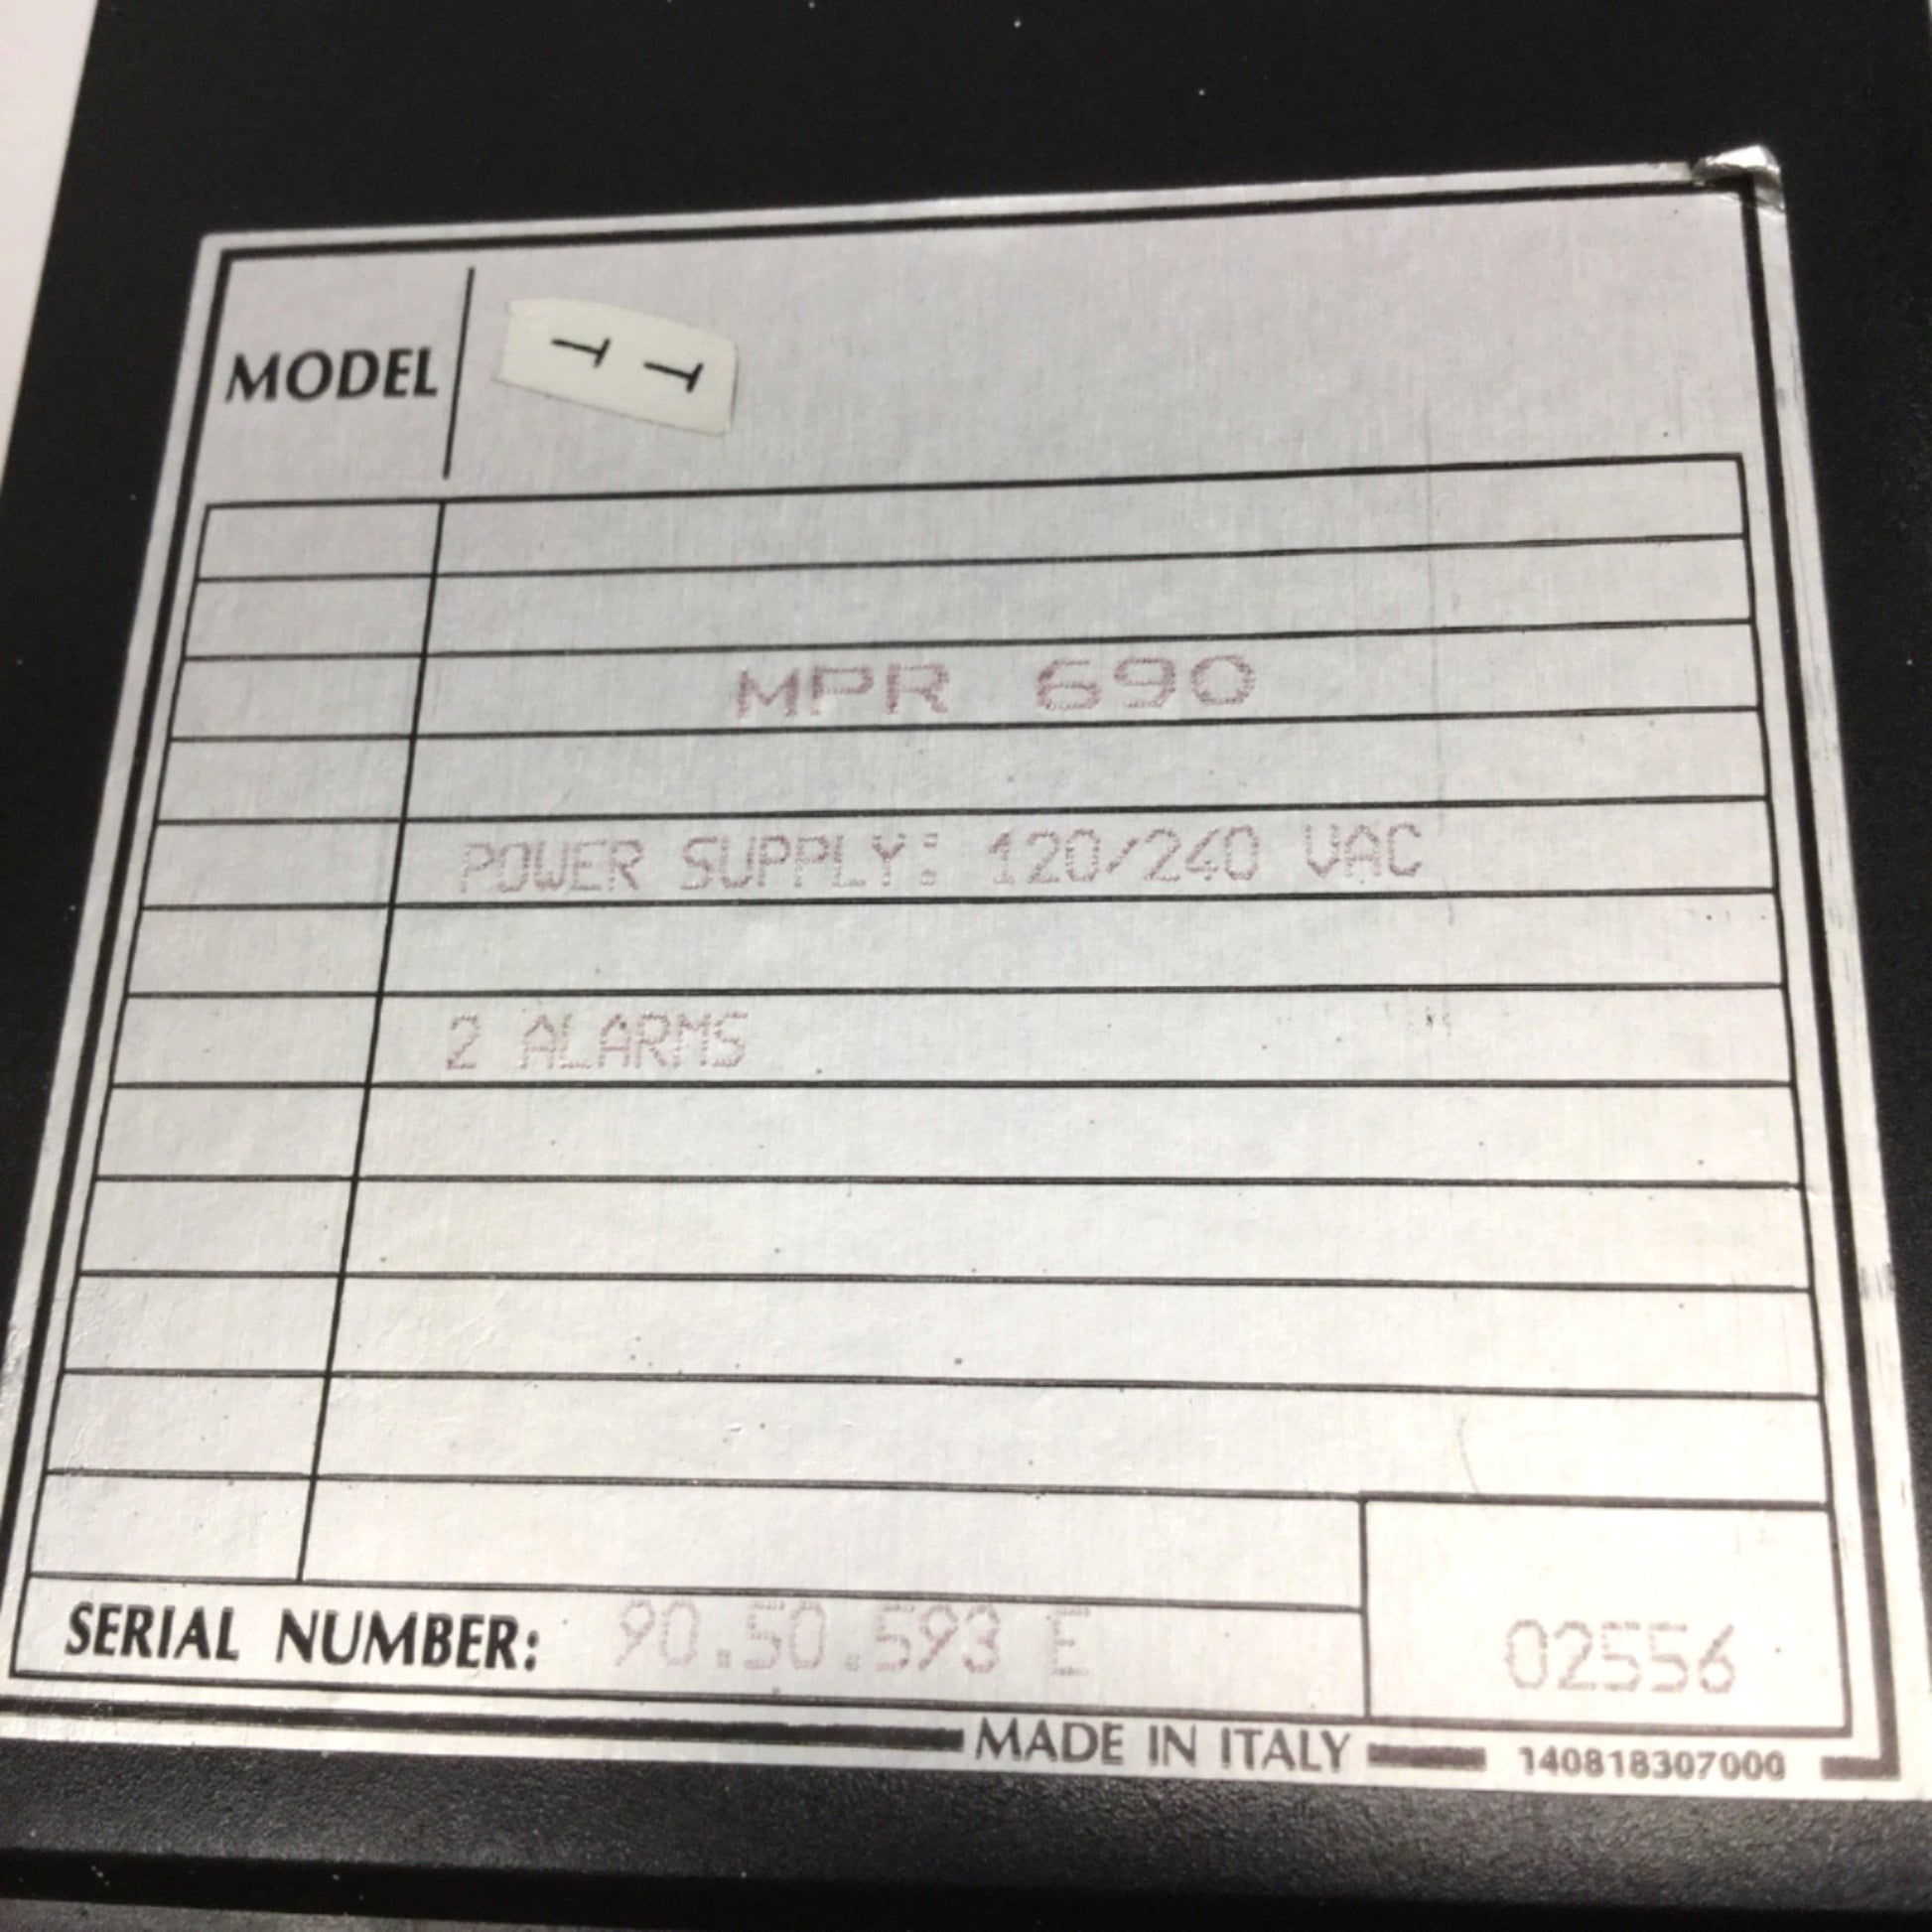 MODEL
TT
MPR 690
POWER SUPPLY: 120/240 VAC
2 ALARMS
SERIAL NUMBER: 90.50.593 E
02556
MADE IN ITALY 140818307000